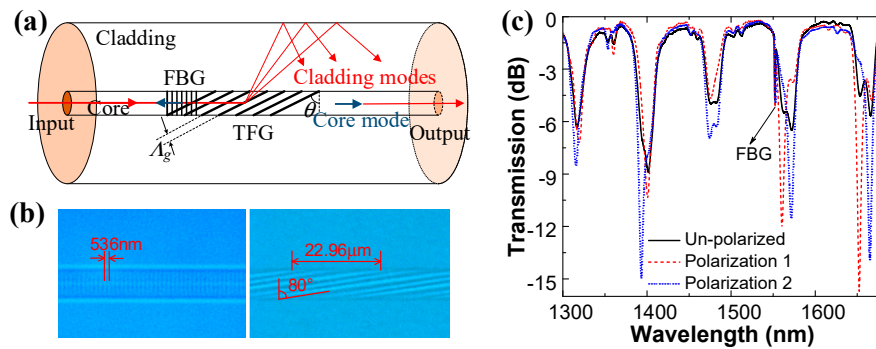 (a)
Cladding
FBG
Cladding modes
Core
θ
Core mode
Input
TFG
Output
Λg
(b)
536nm
22.96μm
80°
(c)
Transmission (dB)
0
-3
-6
-9
-12
-15
FBG
Un-polarized
Polarization 1
Polarization 2
1300 1400 1500 1600
Wavelength (nm)